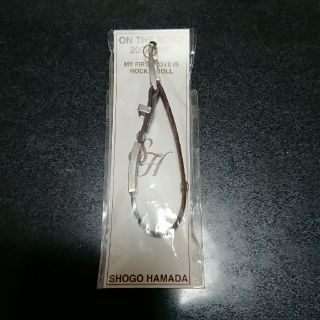 ON THE ROAD
MY FIRST LOVE IS
ROCK ROLL
SH
SHOGO HAMADA